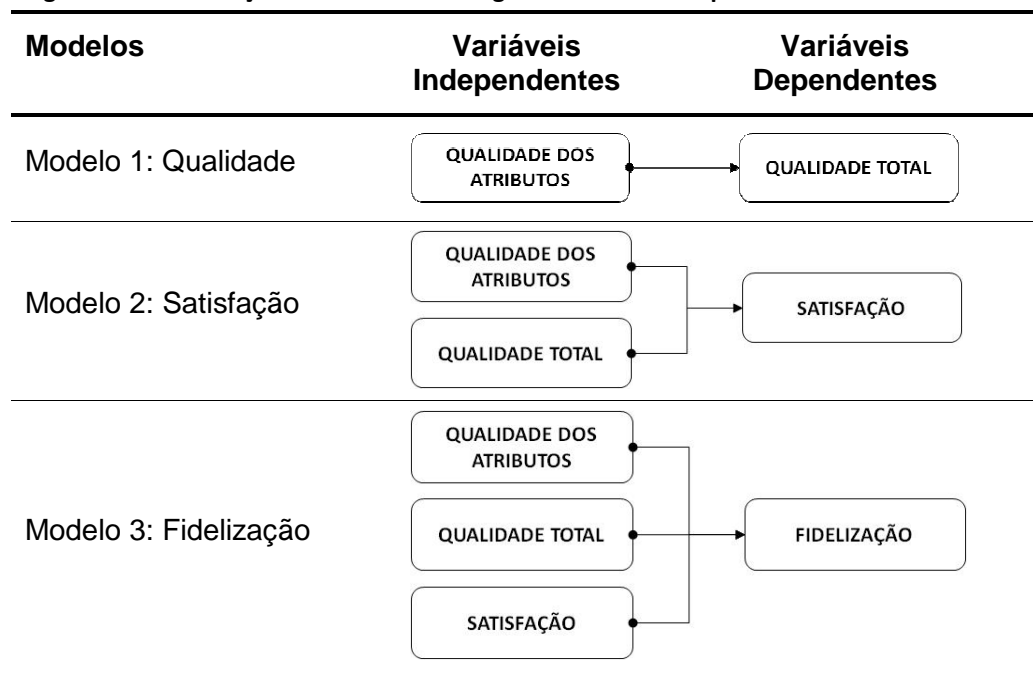 Modelos
Variáveis
Independentes
Variáveis
Dependentes
Modelo 1: Qualidade
QUALIDADE DOS
ATRIBUTOS
QUALIDADE TOTAL
Modelo 2: Satisfação
QUALIDADE DOS
ATRIBUTOS
QUALIDADE TOTAL
SATISFAÇÃO
Modelo 3: Fidelização
QUALIDADE DOS
ATRIBUTOS
QUALIDADE TOTAL
SATISFAÇÃO
FIDELIZAÇÃO